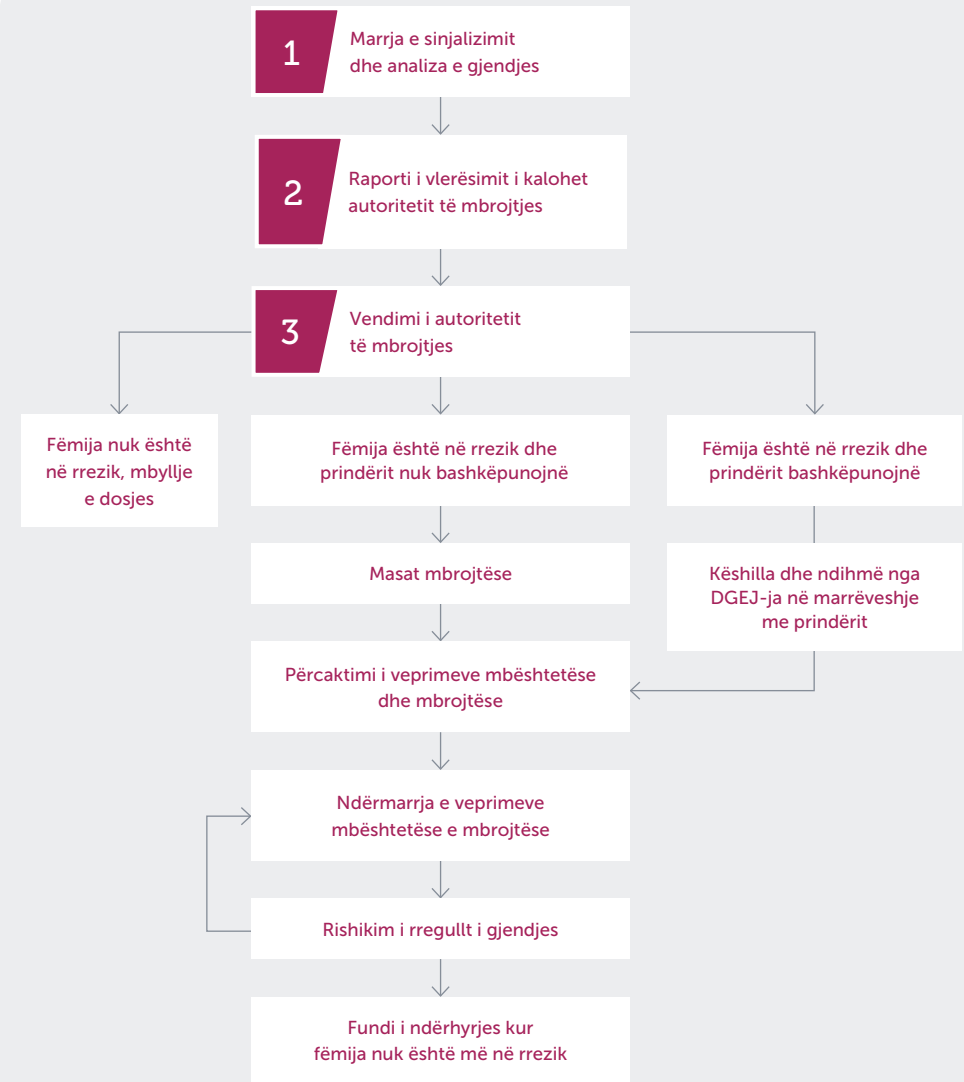 1
Marrja e sinjalizimit
dhe analiza e gjendjes
2
Raporti i vlerësimit i kalohet
autoritetit të mbrojtjes
3
Vendimi i autoritetit
të mbrojtjes
Fëmija nuk është
në rrezik, mbyllje
e dosjes
Fëmija është në rrezik dhe
prindërit nuk bashkëpunojnë
Fëmija është në rrezik dhe
prindërit bashkëpunojnë
Masat mbrojtëse
Këshilla dhe ndihmë nga
DGEJ-ja në marrëveshje
me prindërit
Përcaktimi i veprimeve mbështetëse
dhe mbrojtëse
Ndërmarrja e veprimeve
mbështetëse e mbrojtëse
Rishikim i rregullt i gjendjes
Fundi i ndërhyrjes kur
fëmija nuk është më në rrezik